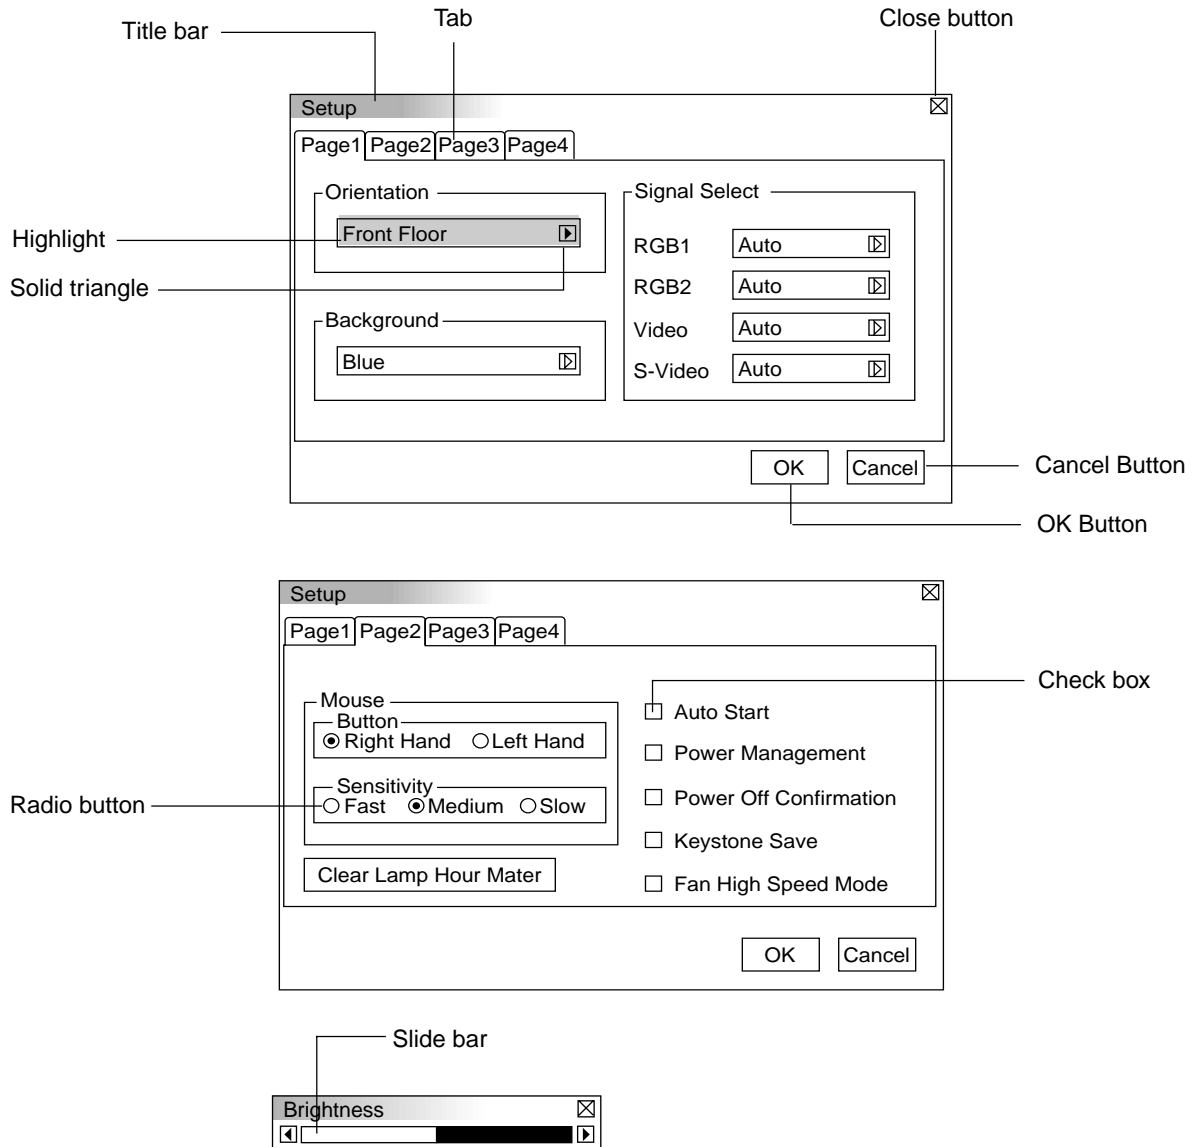 Title bar
Tab
Close button
Setup
Page1 Page2 Page3 Page4
Orientation
Signal Select
Highlight
Front Floor
RGB1 Auto
Solid triangle
RGB2 Auto
Background
Video Auto
Blue
S-Video Auto
OK Cancel
Cancel Button
OK Button
Setup
Page1 Page2 Page3 Page4
Check box
Mouse
Auto Start
Button
Right Hand Left Hand
Power Management
Sensitivity
Power Off Confirmation
Radio button
Fast Medium Slow
Keystone Save
Clear Lamp Hour Mater
Fan High Speed Mode
OK Cancel
Slide bar
Brightness